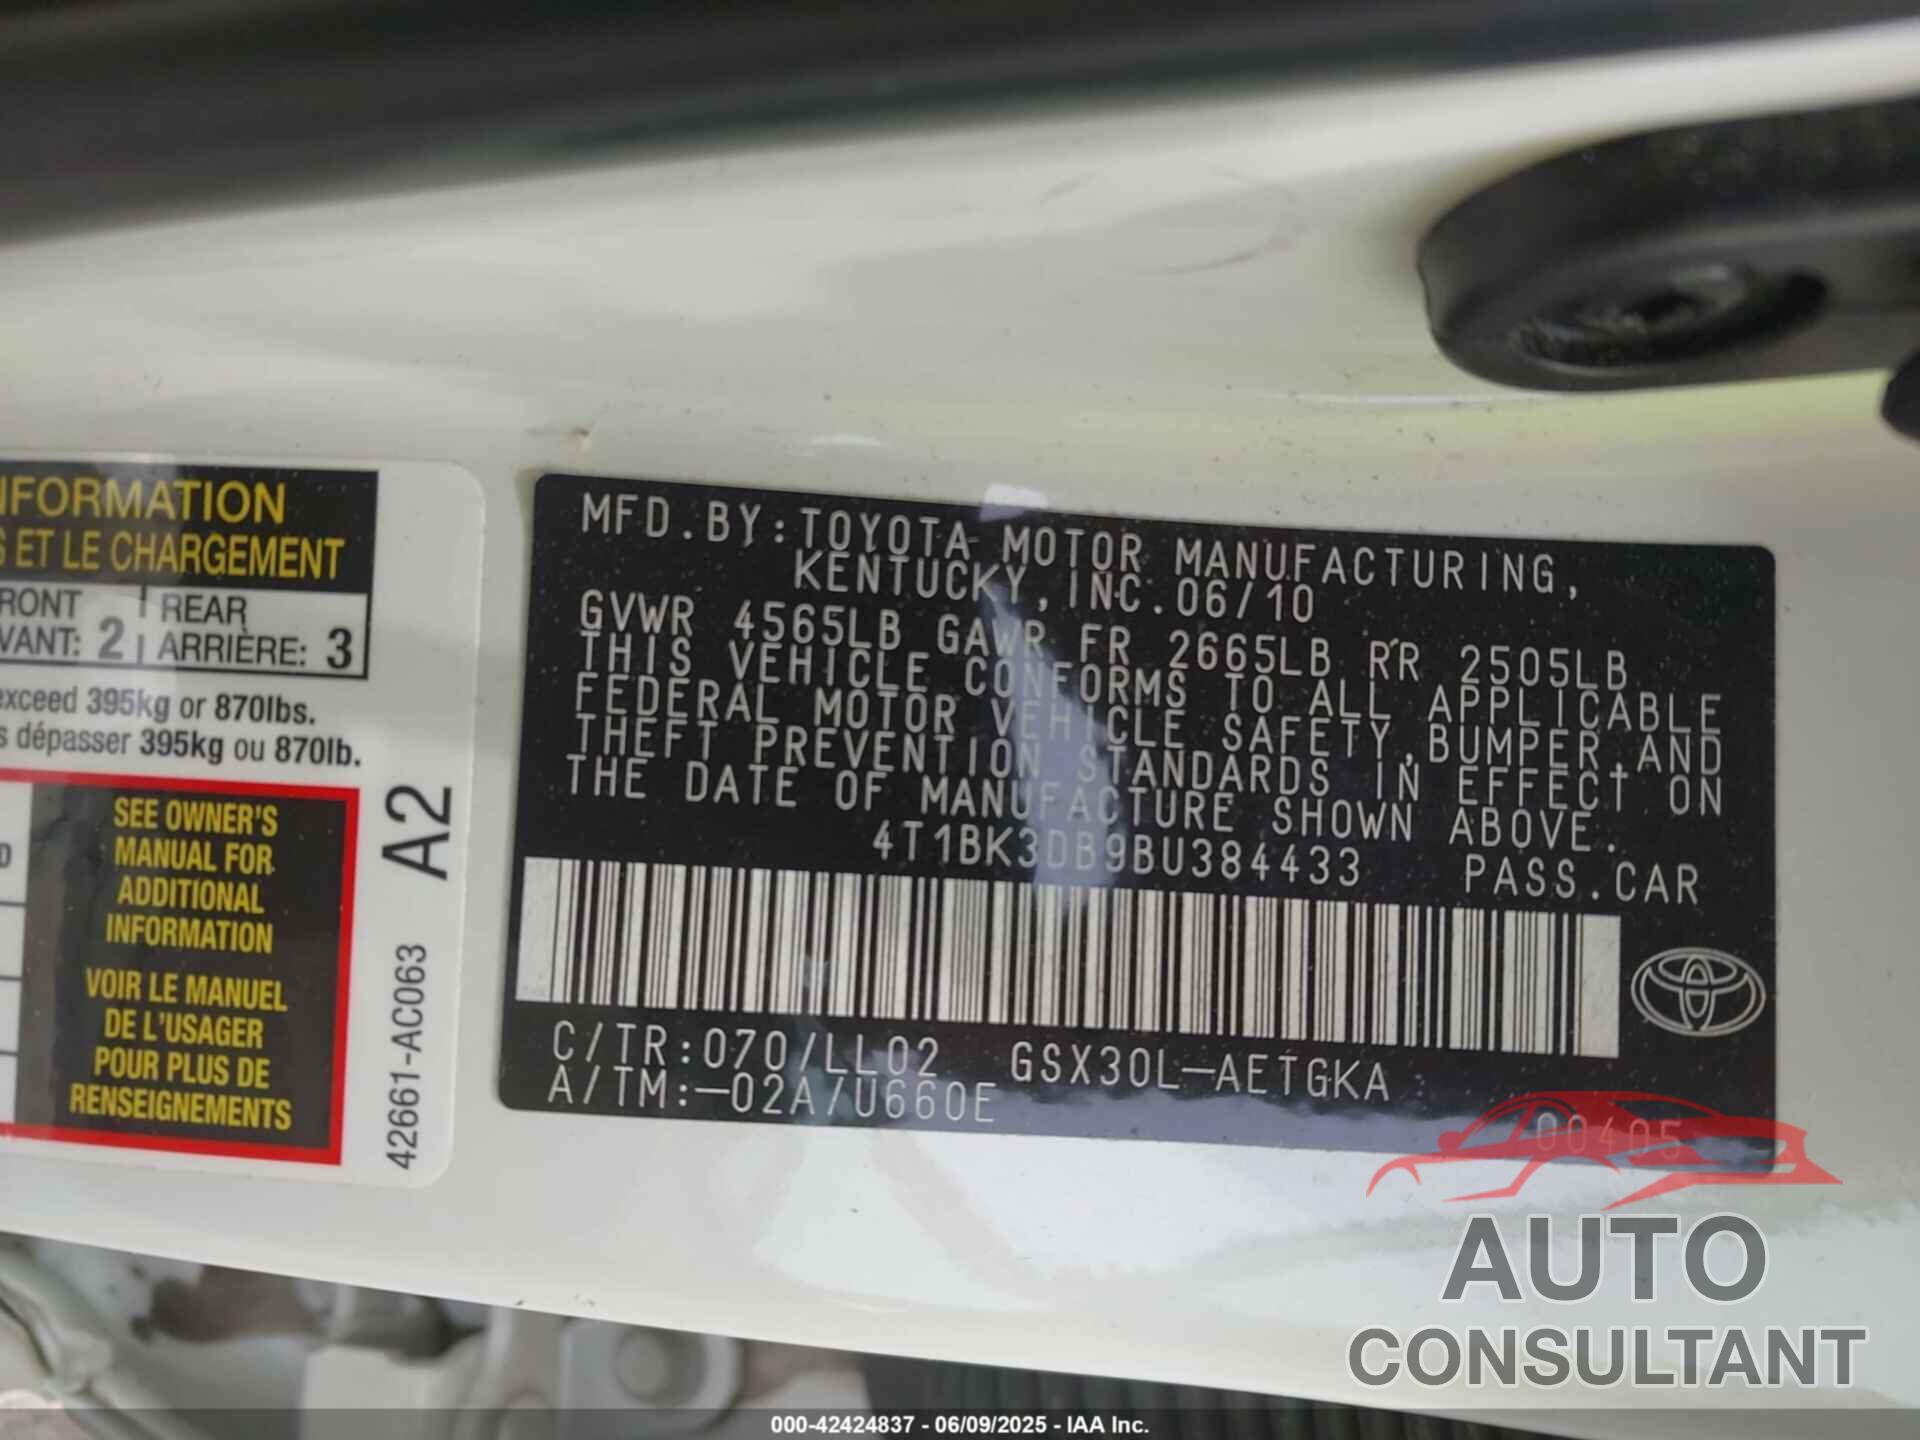 NFORMATION
S ET LE CHARGEMENT
RONT REAR
VANT: 2 ARRIÈRE: 3
exceed 395kg or 870lbs.
s dépasser 395kg ou 870lb.
SEE OWNER'S
MANUAL FOR
ADDITIONAL
INFORMATION
VOIR LE MANUEL
DE L'USAGER
POUR PLUS DE
RENSEIGNEMENTS
D
42661-AC063 A2
MFD.BY:TOYOTA MOTOR MANUFACTURING,
KENTUCKY,INC.06/10
GVWR 4565LB GAWR FR 2665LB RR 2505LB
THIS VEHICLE CONFORMS TO ALL APPLICABLE
FEDERAL MOTOR VEHICLE SAFETY,BUMPER,AND
THEFT PREVENTION STANDARDS IN EFFECT ON
THE DATE OF MANUFACTURE SHOWN ABOVE.
4T1BK3DB9BU384433 PASS.CAR
C/TR:070/LL02 GSX30L-AETGKA
A/TM:-02A/U660E
00405
AUTO
CONSULTANT
000-42424837 - 06/09/2025 - IAA Inc.